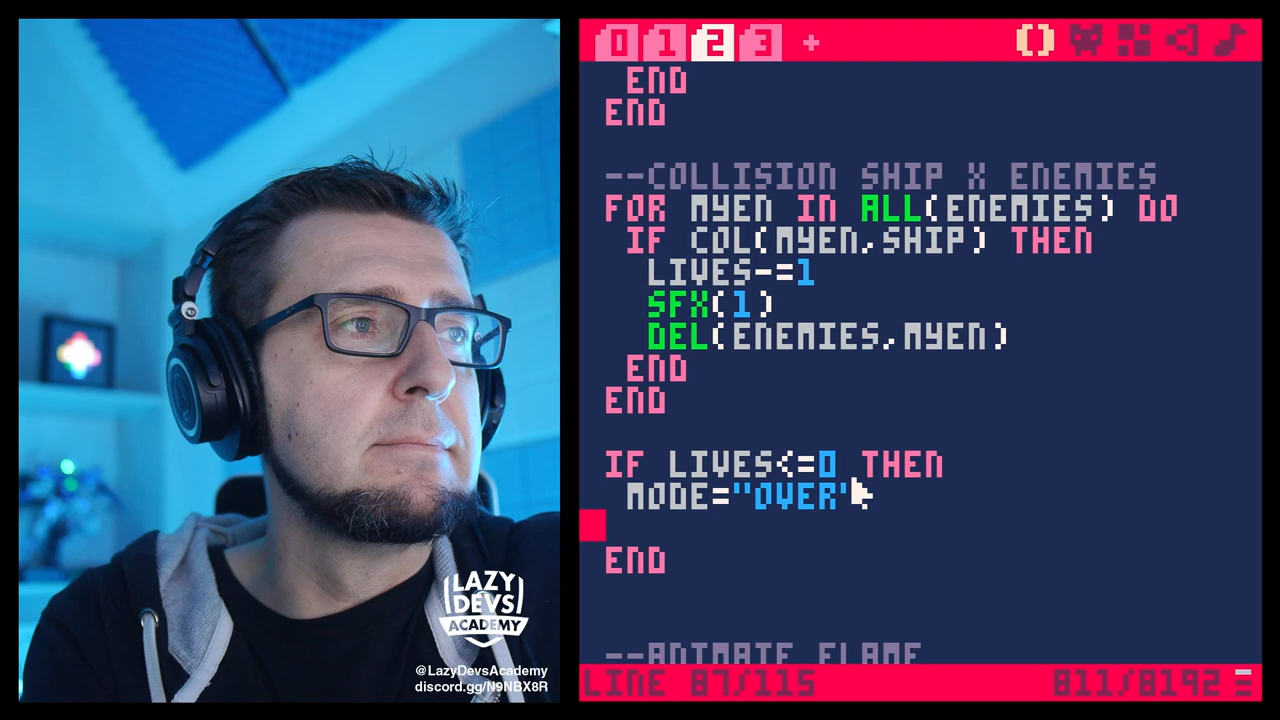 LAZY
DEVS
ACADEMY
@LazyDevsAcademy
discord.gg/N9NBX8R
0 1 2 3 +
END
END
--COLLISION SHIP X ENEMIES
FOR MYEN IN ALL(ENEMIES) DO
IF COL(MYEN,SHIP) THEN
LIVES-=1
SFX(1)
DEL(ENEMIES,MYEN)
END
END
IF LIVES<=0 THEN
MODE="OVER"
END
--ANIMATE FLAME
LINE 87/115
811/8192